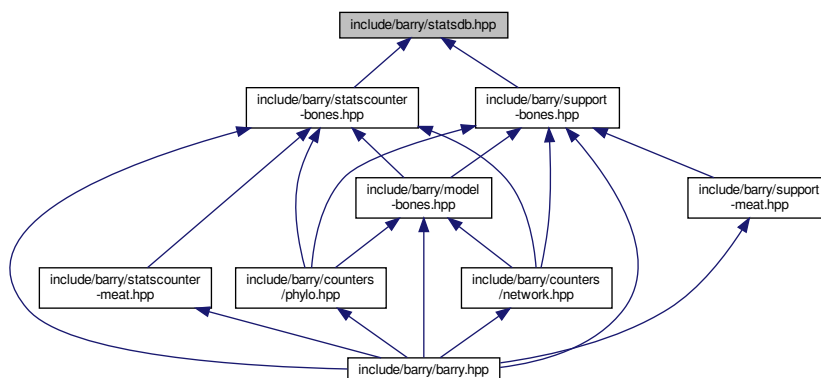 include/barry/statsdb.hpp
include/barry/statscounter
-bones.hpp
include/barry/support
-bones.hpp
include/barry/model
-bones.hpp
include/barry/support
-meat.hpp
include/barry/statscounter
-meat.hpp
include/barry/counters
/phylo.hpp
include/barry/counters
/network.hpp
include/barry/barry.hpp